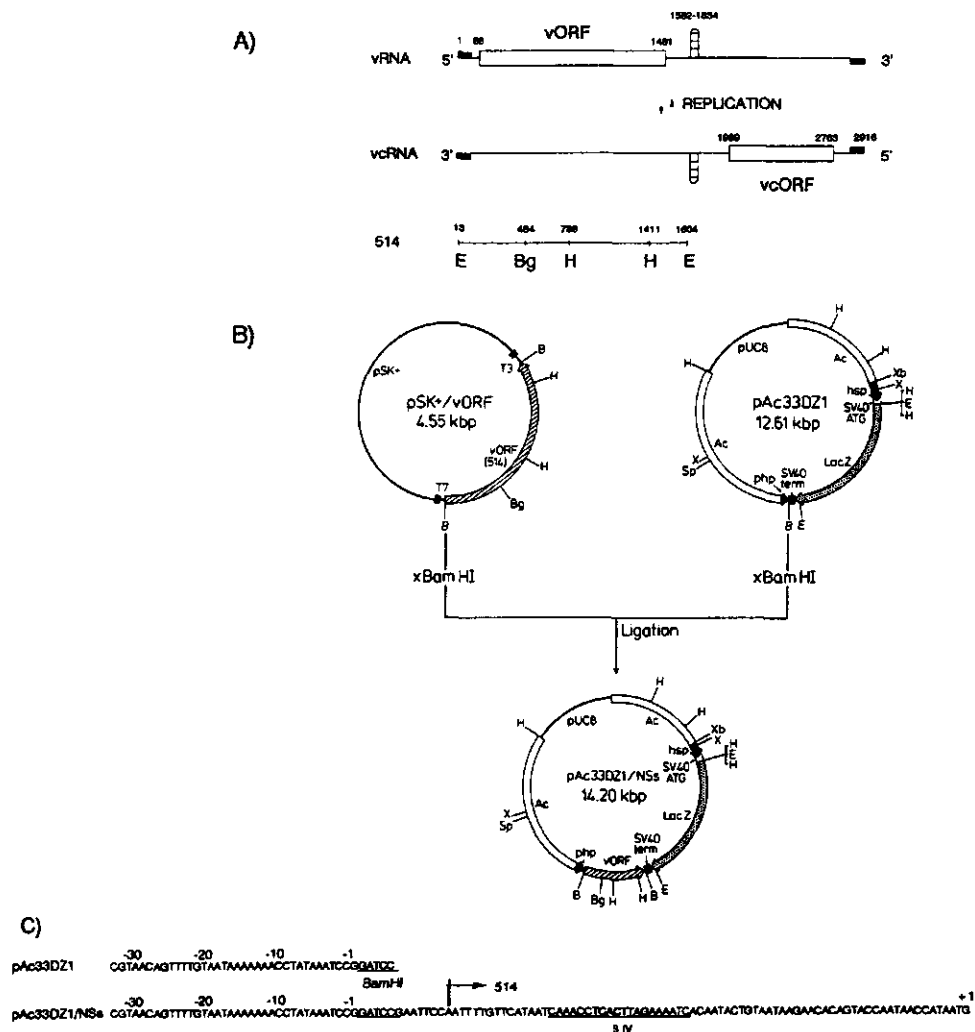 A)
1 88 vORF 1481 1582-1834
vRNA 5' 3'
REPLICATION
1989 2763 2916
vcRNA 3' 5'
vcORF
514 13 484 788 1411 1604
E Bg H H E
B)
pSK+
T3
B
H
pSK+/vORF
4.55 kbp
vORF
(514)
H
Bg
T7
B
xBam HI
H
pUC8
Ac
H
H
Xb
X
hsp
H
E
H
SV40
ATG
pAc33DZ1
12.61 kbp
LacZ
Ac
X
Sp
php
SV40
term
B E
xBam HI
Ligation
H
pUC8
Ac
H
H
Xb
X
hsp
H
E
H
SV40
ATG
pAc33DZ1/NSs
14.20 kbp
LacZ
Ac
X
Sp
php
vORF
SV40
term
B Bg H H B E
C)
-30 -20 -10 -1
pAc33DZ1 CGTAACAGTTTTGTAATAAAAAAACCTATAAATCCGGATCC
BamHI
514
-30 -20 -10 -1 +1
pAc33DZ1/NSs CGTAACAGTTTTGTAATAAAAAAACCTATAAATCCGGATCCGAATTCCAATTTTGTTCATAATCAAACCTCACTTAGAAAATCACAATACTGTAATAAGAACACAGTACCAATAACCATAATG
S IV